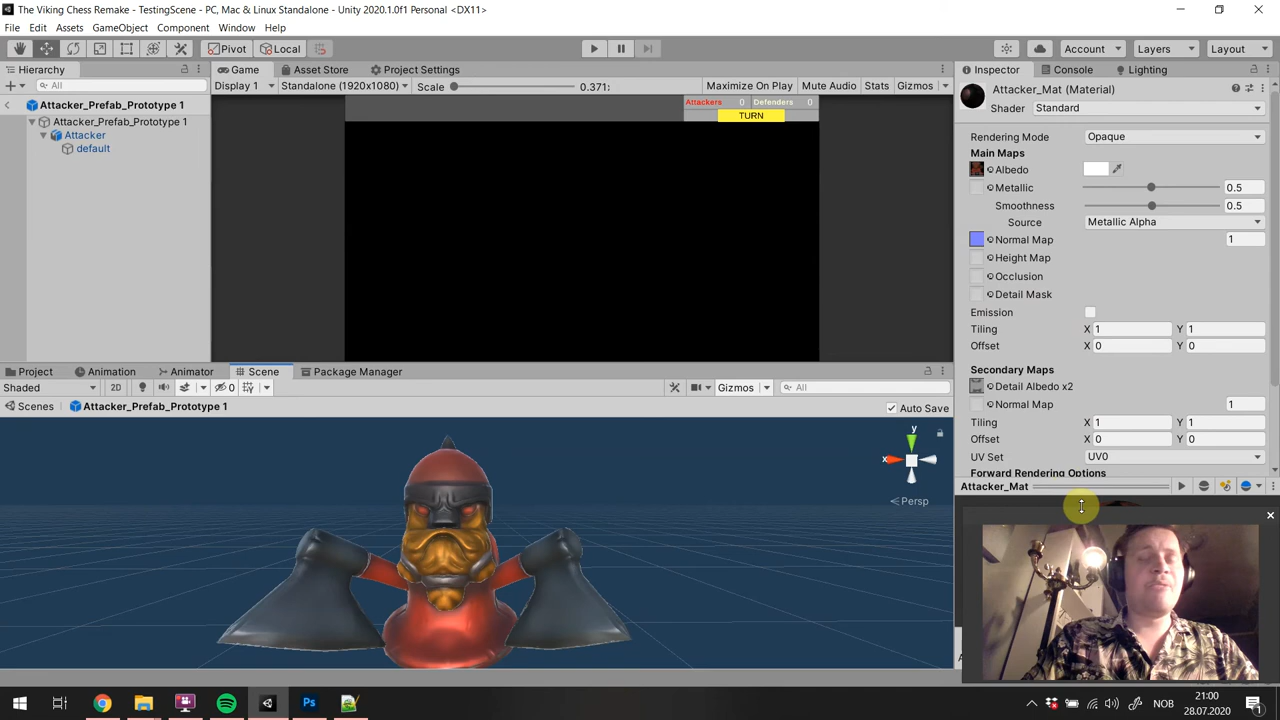 The Viking Chess Remake - TestingScene - PC, Mac & Linux Standalone - Unity 2020.1.0f1 Personal <DX11>
File Edit Assets GameObject Component Window Help
Pivot Local Account Layers Layout
Hierarchy
All
Attacker_Prefab_Prototype 1
Attacker_Prefab_Prototype 1
Attacker
default
Game Asset Store Project Settings
Display 1 Standalone (1920x1080) Scale 0.371: Maximize On Play Mute Audio Stats Gizmos
Attackers 0 Defenders 0
TURN
Project Animation Animator Scene Package Manager
Shaded 2D 0 Gizmos All
Scenes Attacker_Prefab_Prototype 1 Auto Save
y
x
Persp
Inspector Console Lighting
Attacker_Mat (Material)
Shader Standard
Rendering Mode Opaque
Main Maps
Albedo
Metallic 0.5
Smoothness 0.5
Source Metallic Alpha
Normal Map 1
Height Map
Occlusion
Detail Mask
Emission
Tiling X 1 Y 1
Offset X 0 Y 0
Secondary Maps
Detail Albedo x2
Normal Map 1
Tiling X 1 Y 1
Offset X 0 Y 0
UV Set UV0
Forward Rendering Options
Attacker_Mat
Ps
NOB
21:00
28.07.2020
1